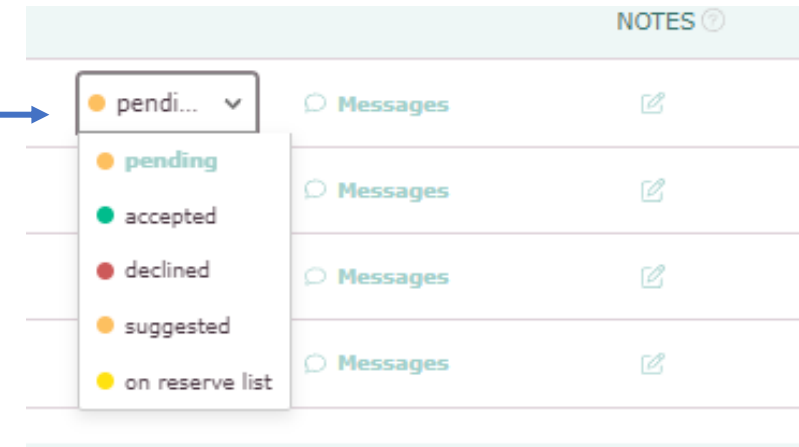 NOTES ?
pendi... Messages
pending
accepted Messages
declined
Messages
suggested
Messages
on reserve list